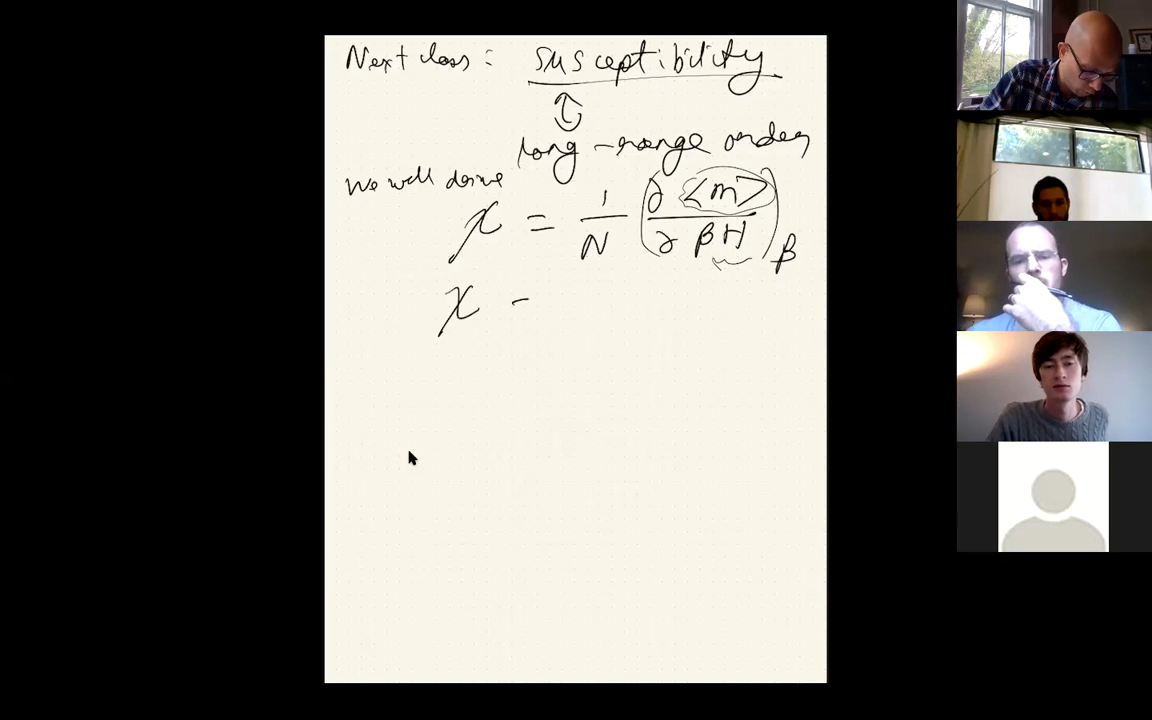 Next class : susceptibility
↕
long-range order
We will derive
χ = 1/N (∂<m>/∂βH)β
χ -